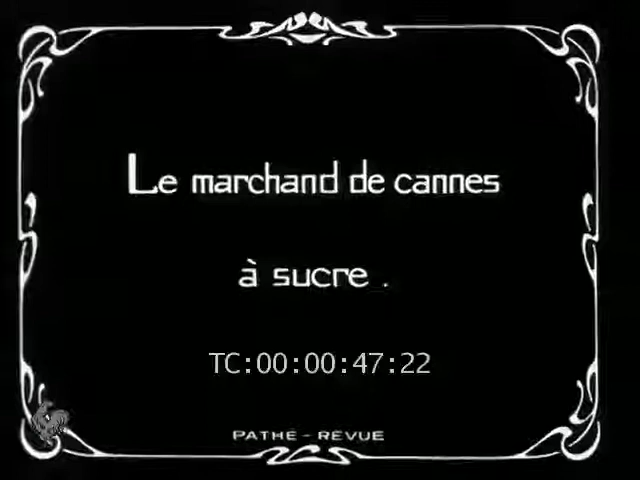 Le marchand de cannes
à sucre .
TC:00:00:47:22
PATHÉ - REVUE